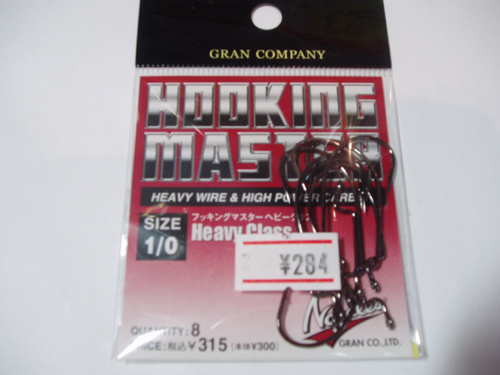 GRAN COMPANY
HOOKING
MASTER
HEAVY WIRE & HIGH POWER
SIZE
1/0
フッキングマスター ヘビー
Heavy Class
¥284
QUANTITY: 8
PRICE:税込¥315 (本体¥300)
GRAN CO.,LTD.